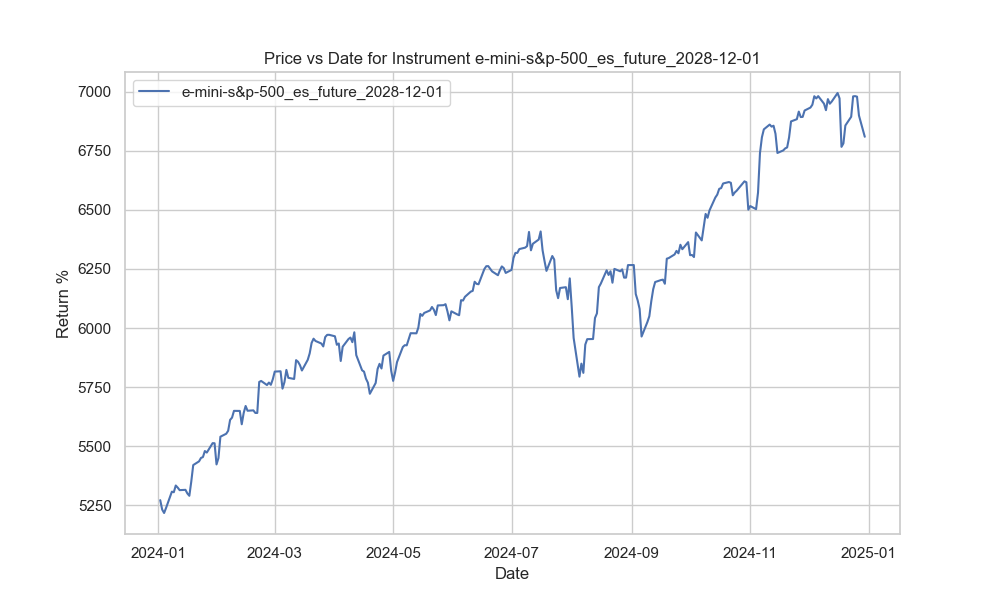 Price vs Date for Instrument e-mini-s&p-500_es_future_2028-12-01
e-mini-s&p-500_es_future_2028-12-01
Return %
7000
6750
6500
6250
6000
5750
5500
5250
2024-01 2024-03 2024-05 2024-07 2024-09 2024-11 2025-01
Date